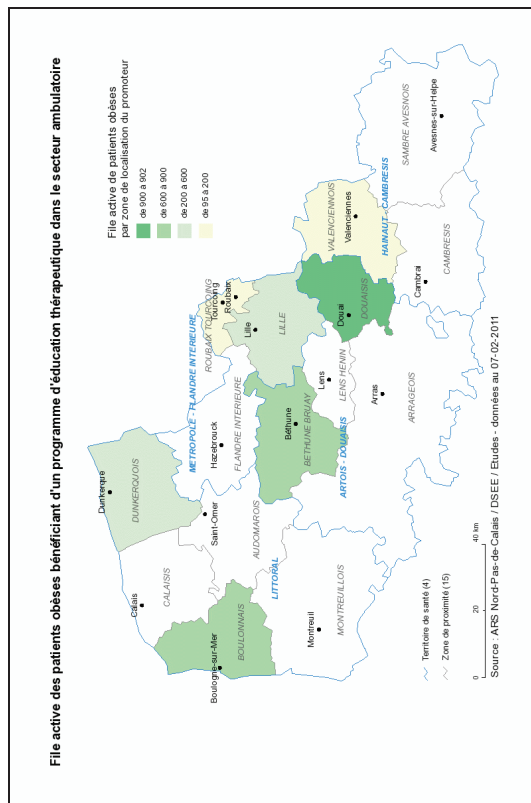 File active des patients obèses bénéficiant d'un programme d'éducation thérapeutique dans le secteur ambulatoire
File active de patients obèses
par zone de localisation du promoteur
de 900 à 902
de 600 à 900
de 200 à 600
de 95 à 200
Dunkerque
DUNKERQUOIS
Calais
CALAISIS
METROPOLE - FLANDRE INTERIEURE
ROUBAIX TOURCOING
Tourcoing
Roubaix
Hazebrouck
FLANDRE INTERIEURE
Saint-Omer
AUDOMAROIS
Lille
LILLE
Boulogne-sur-Mer
BOULONNAIS
LITTORAL
Béthune
BETHUNE BRUAY
Lens
LENS HENIN
Douai
DOUAISIS
VALENCIENNOIS
Valenciennes
HAINAUT - CAMBRESIS
SAMBRE AVESNOIS
Avesnes-sur-Helpe
Montreuil
MONTREUILLOIS
ARTOIS - DOUAISIS
Arras
ARRAGEOIS
Cambrai
CAMBRESIS
Territoire de santé (4)
Zone de proximité (15)
0 20 40 km
Source : ARS Nord-Pas-de-Calais / DSEE / Etudes - données au 07-02-2011